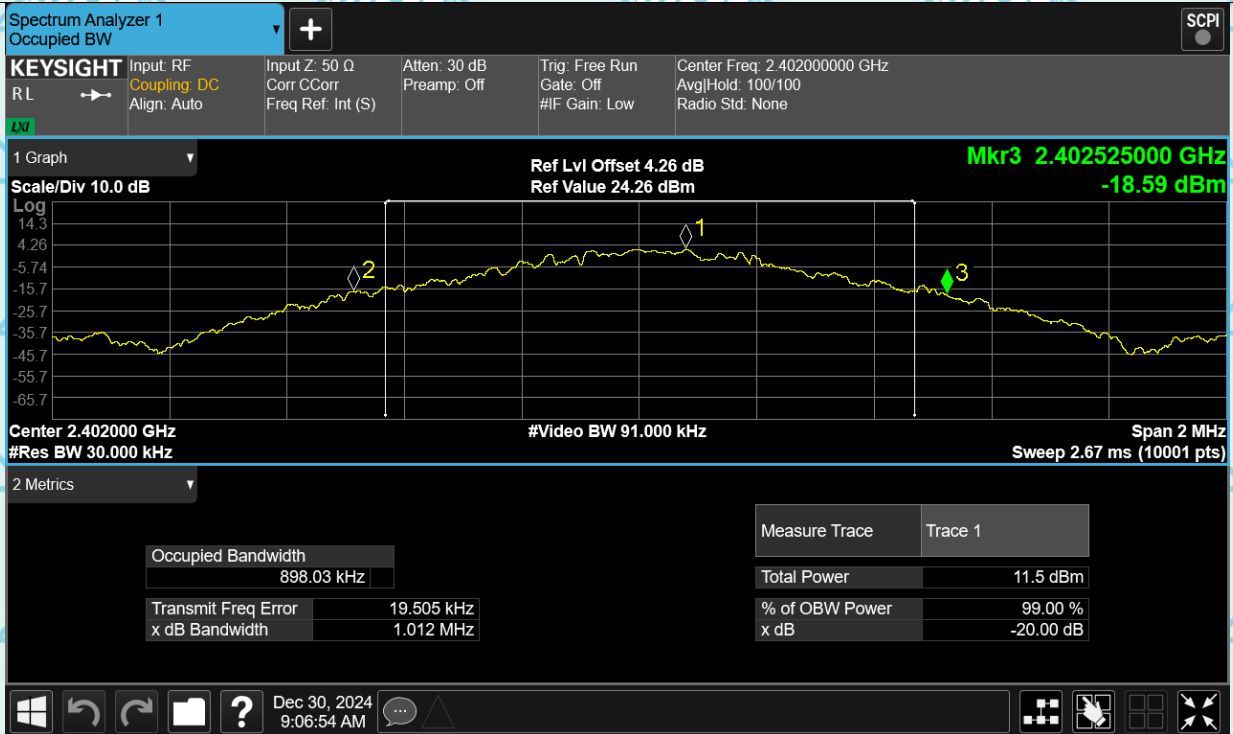 Spectrum Analyzer 1
Occupied BW
SCPI
KEYSIGHT
R L
LXI
Input: RF
Coupling: DC
Align: Auto
Input Z: 50 Ω
Corr CCorr
Freq Ref: Int (S)
Atten: 30 dB
Preamp: Off
Trig: Free Run
Gate: Off
#IF Gain: Low
Center Freq: 2.402000000 GHz
Avg|Hold: 100/100
Radio Std: None
1 Graph
Ref Lvl Offset 4.26 dB
Mkr3 2.402525000 GHz
Scale/Div 10.0 dB
Ref Value 24.26 dBm
-18.59 dBm
Log
14.3
4.26
-5.74
-15.7
-25.7
-35.7
-45.7
-55.7
-65.7
1
2
3
Center 2.402000 GHz
#Video BW 91.000 kHz
Span 2 MHz
#Res BW 30.000 kHz
Sweep 2.67 ms (10001 pts)
2 Metrics
Measure Trace Trace 1
Occupied Bandwidth
898.03 kHz
Total Power 11.5 dBm
Transmit Freq Error 19.505 kHz
% of OBW Power 99.00 %
x dB Bandwidth 1.012 MHz
x dB -20.00 dB
?
Dec 30, 2024
9:06:54 AM